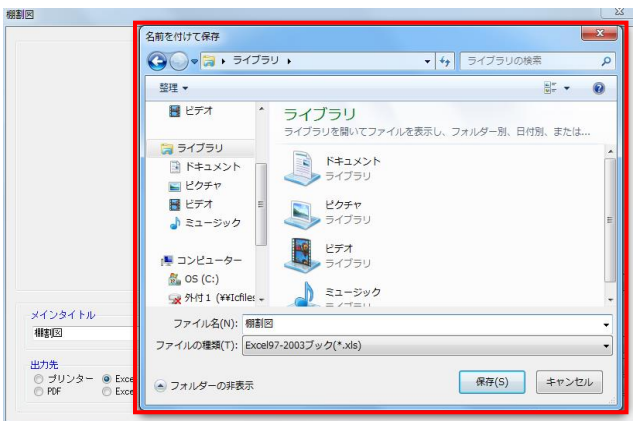 棚割図
名前を付けて保存
ライブラリ
ライブラリの検索
整理
ビデオ
ライブラリ
ドキュメント
ピクチャ
ビデオ
ミュージック
コンピューター
OS (C:)
外付1 (¥¥Icfiles
ライブラリ
ライブラリを開いてファイルを表示し、フォルダー別、日付別、または...
ドキュメント
ライブラリ
ピクチャ
ライブラリ
ビデオ
ライブラリ
ミュージック
ライブラリ
ファイル名(N): 棚割図
ファイルの種類(T): Excel97-2003ブック(*.xls)
フォルダーの非表示
保存(S)
キャンセル
メインタイトル
棚割図
出力先
プリンター
Exce
PDF
Exce